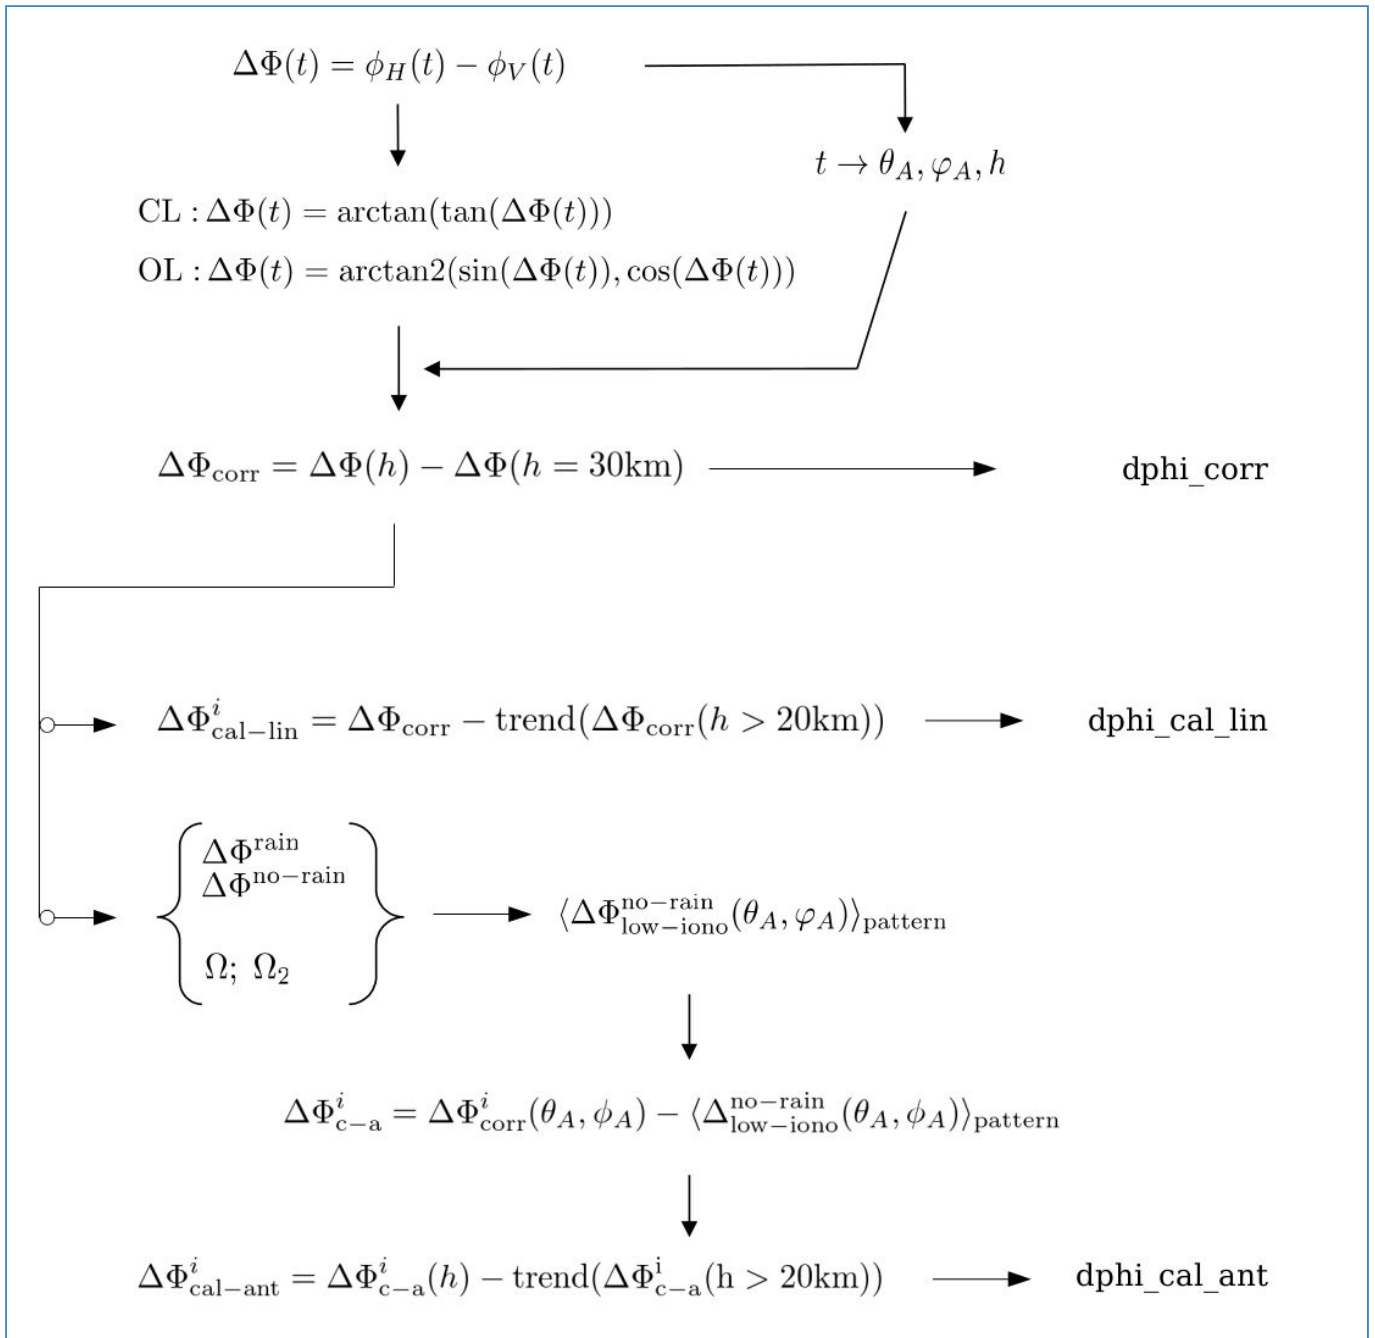 ΔΦ(t) = ϕ_H(t) − ϕ_V(t)
t → θ_A, φ_A, h
CL : ΔΦ(t) = arctan(tan(ΔΦ(t)))
OL : ΔΦ(t) = arctan2(sin(ΔΦ(t)), cos(ΔΦ(t)))
ΔΦ_corr = ΔΦ(h) − ΔΦ(h = 30km) dphi_corr
ΔΦ^i_cal−lin = ΔΦ_corr − trend(ΔΦ_corr(h > 20km)) dphi_cal_lin
ΔΦ^rain
ΔΦ^no−rain
⟨ΔΦ^no−rain_low−iono(θ_A, φ_A)⟩_pattern
Ω; Ω_2
ΔΦ^i_c−a = ΔΦ^i_corr(θ_A, ϕ_A) − ⟨Δ^no−rain_low−iono(θ_A, ϕ_A)⟩_pattern
ΔΦ^i_cal−ant = ΔΦ^i_c−a(h) − trend(ΔΦ^i_c−a(h > 20km)) dphi_cal_ant